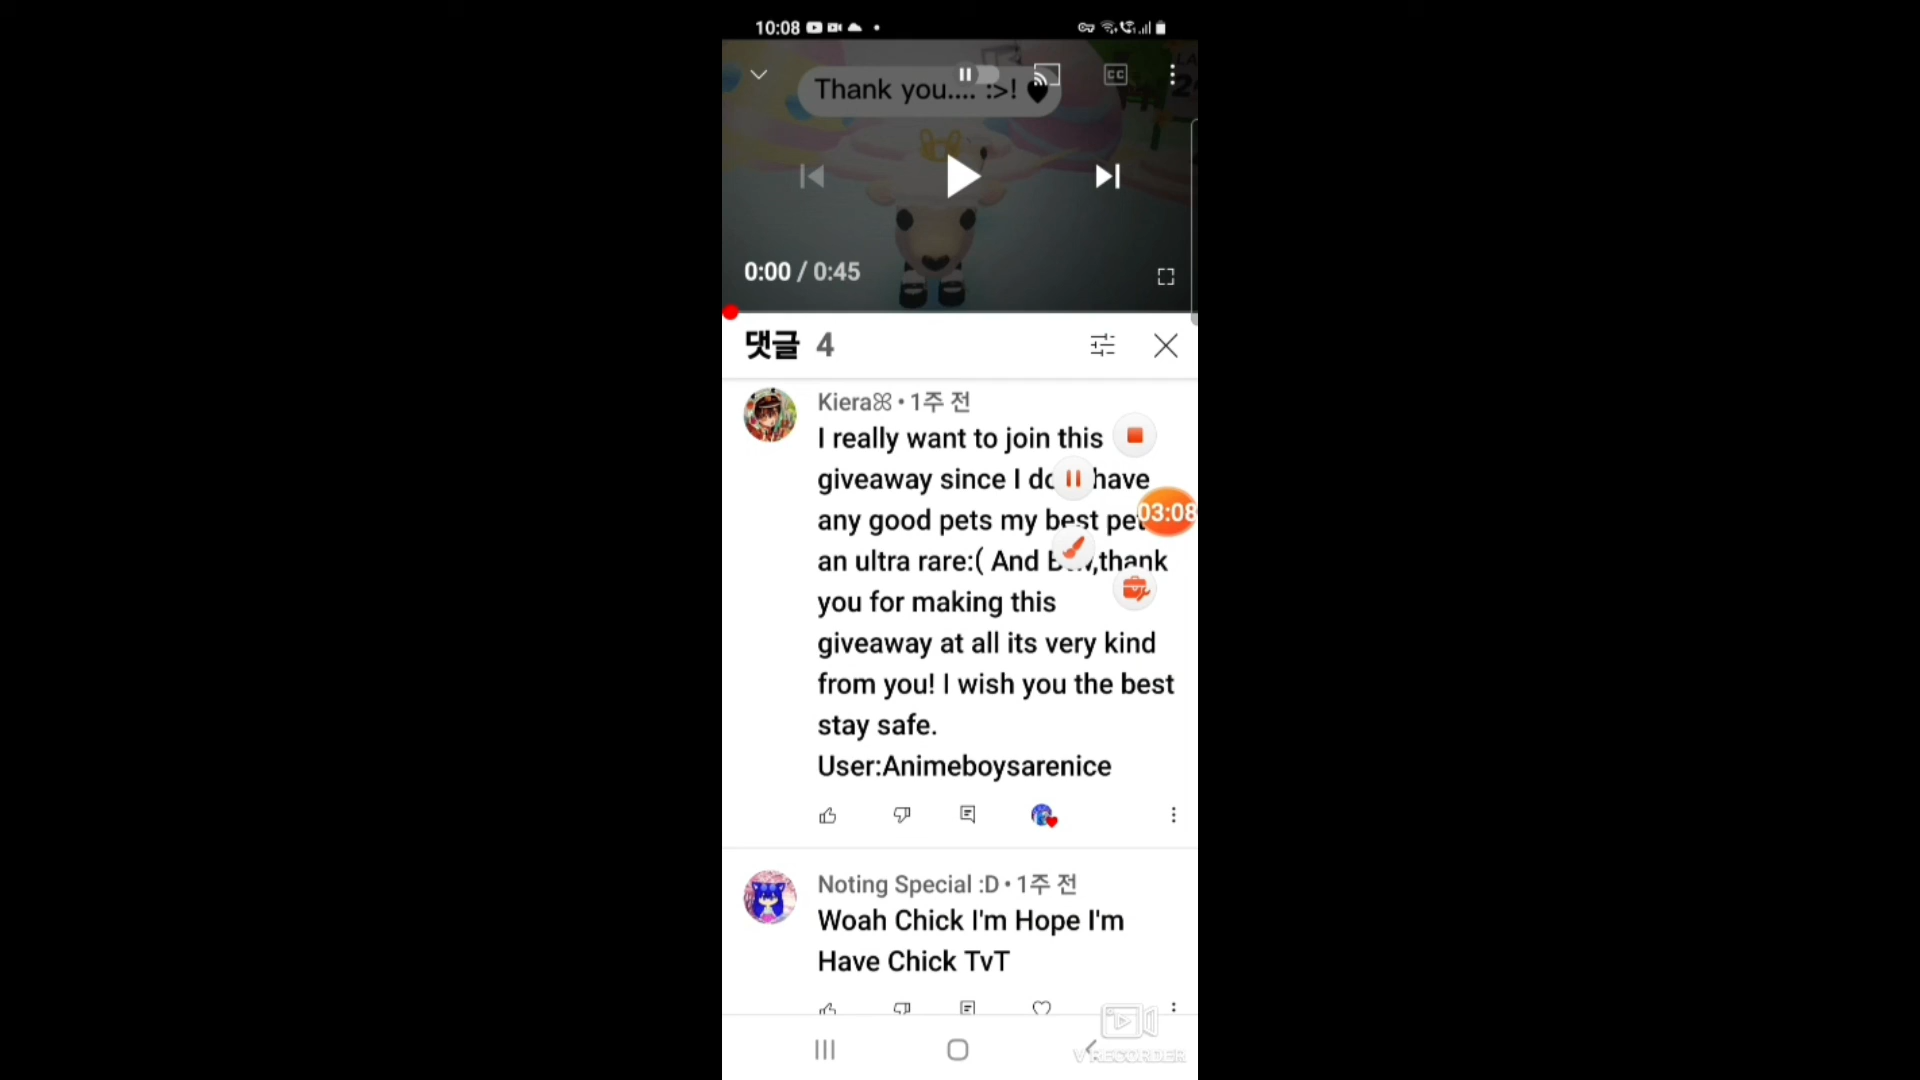 10:08
Thank you.... :>! 🖤
CC
0:00 / 0:45
댓글 4
Kieraꕥ • 1주 전
I really want to join this
giveaway since I do have
any good pets my best pet
an ultra rare:( And ,thank
you for making this
giveaway at all its very kind
from you! I wish you the best
stay safe.
User:Animeboysarenice
03:08
Noting Special :D • 1주 전
Woah Chick I'm Hope I'm
Have Chick TvT
V RECORDER